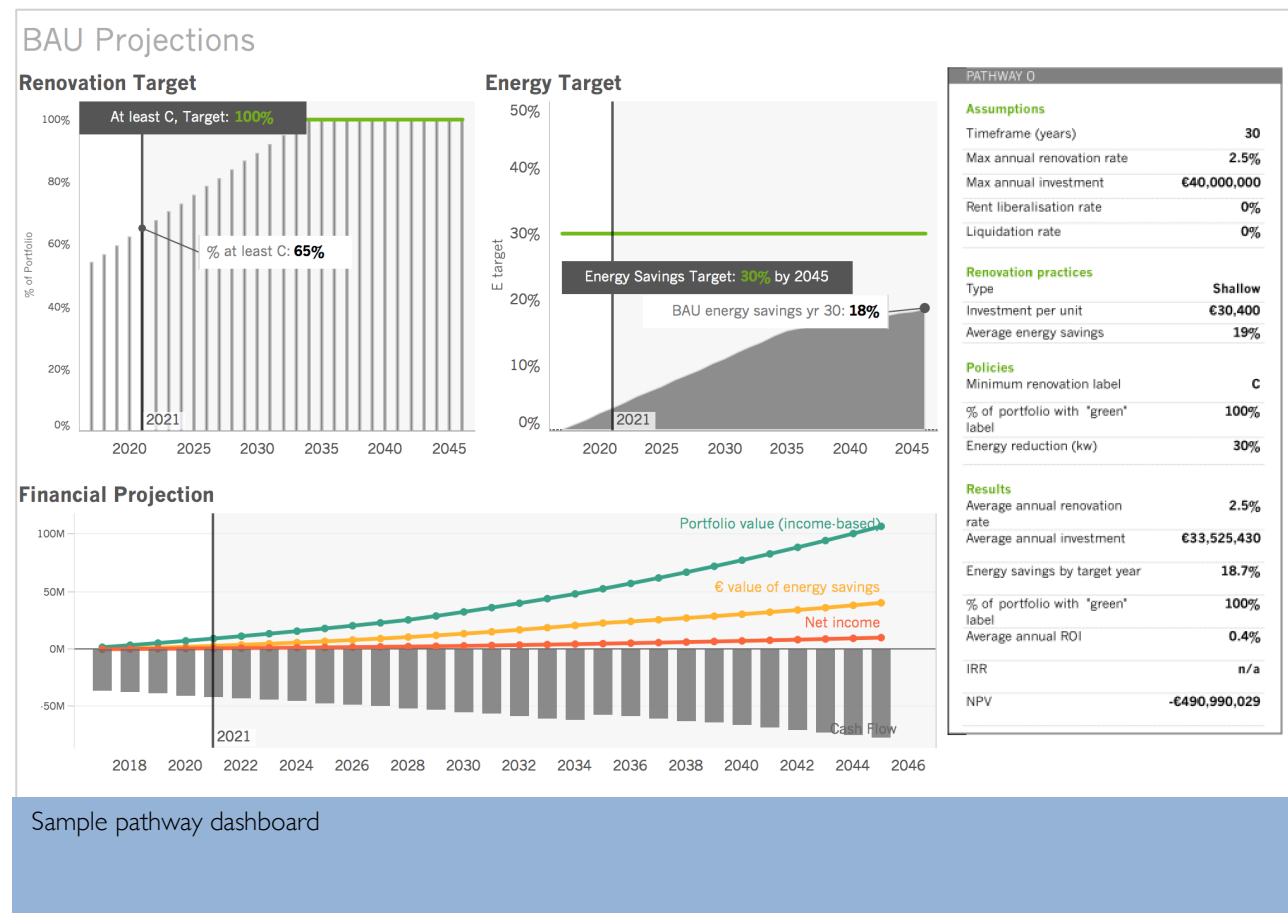 BAU Projections
Renovation Target
At least C, Target: 100%
100%
80%
60%
40%
20%
0%
% of Portfolio
% at least C: 65%
2021
2020 2025 2030 2035 2040 2045
Energy Target
50%
40%
30%
20%
10%
0%
E target
Energy Savings Target: 30% by 2045
BAU energy savings yr 30: 18%
2021
2020 2025 2030 2035 2040 2045
Financial Projection
100M
50M
0M
-50M
Portfolio value (income-based)
€ value of energy savings
Net income
Cash Flow
2021
2018 2020 2022 2024 2026 2028 2030 2032 2034 2036 2038 2040 2042 2044 2046
PATHWAY 0
Assumptions
Timeframe (years) 30
Max annual renovation rate 2.5%
Max annual investment €40,000,000
Rent liberalisation rate 0%
Liquidation rate 0%
Renovation practices
Type Shallow
Investment per unit €30,400
Average energy savings 19%
Policies
Minimum renovation label C
% of portfolio with "green" 100%
label
Energy reduction (kw) 30%
Results
Average annual renovation 2.5%
rate
Average annual investment €33,525,430
Energy savings by target year 18.7%
% of portfolio with "green" 100%
label
Average annual ROI 0.4%
IRR n/a
NPV -€490,990,029
Sample pathway dashboard